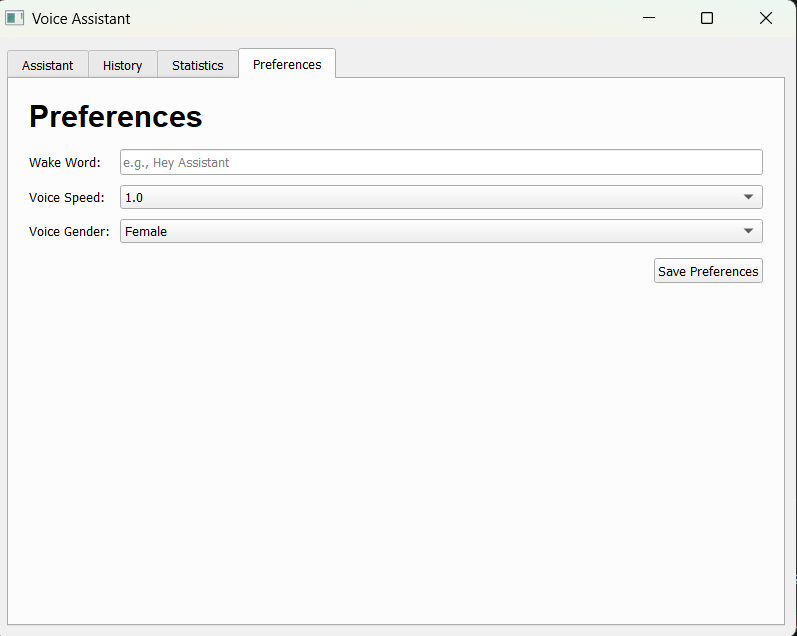 Voice Assistant
Assistant History Statistics Preferences
Preferences
Wake Word: e.g., Hey Assistant
Voice Speed: 1.0
Voice Gender: Female
Save Preferences